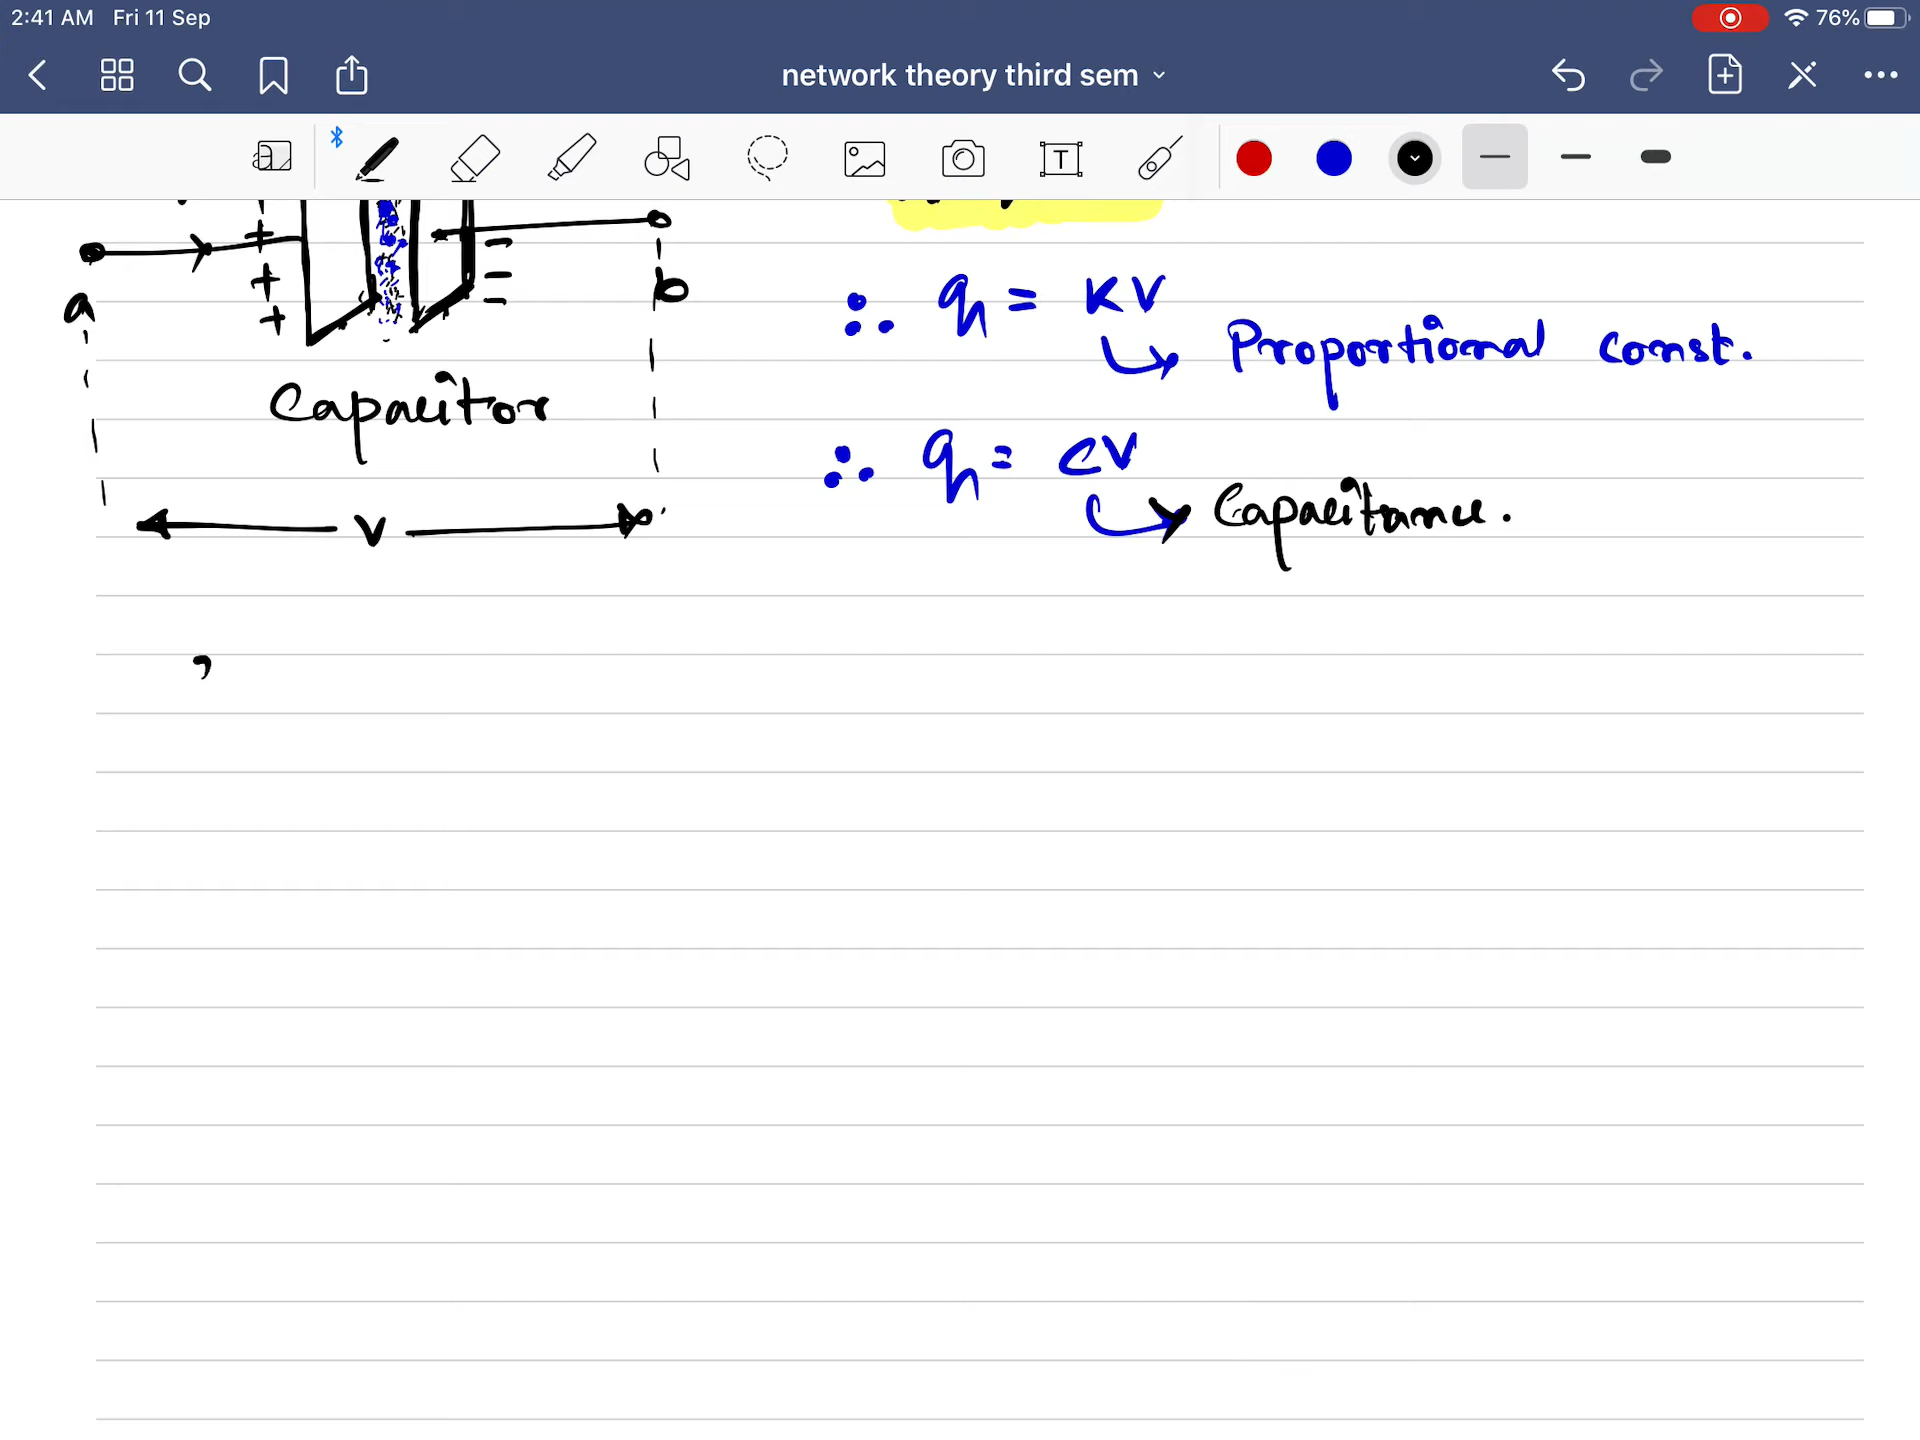 2:41 AM Fri 11 Sep
76%
network theory third sem
T
a
b
+
+
+
∴ q = KV
Proportional const.
Capacitor
∴ q = CV
Capacitance.
V